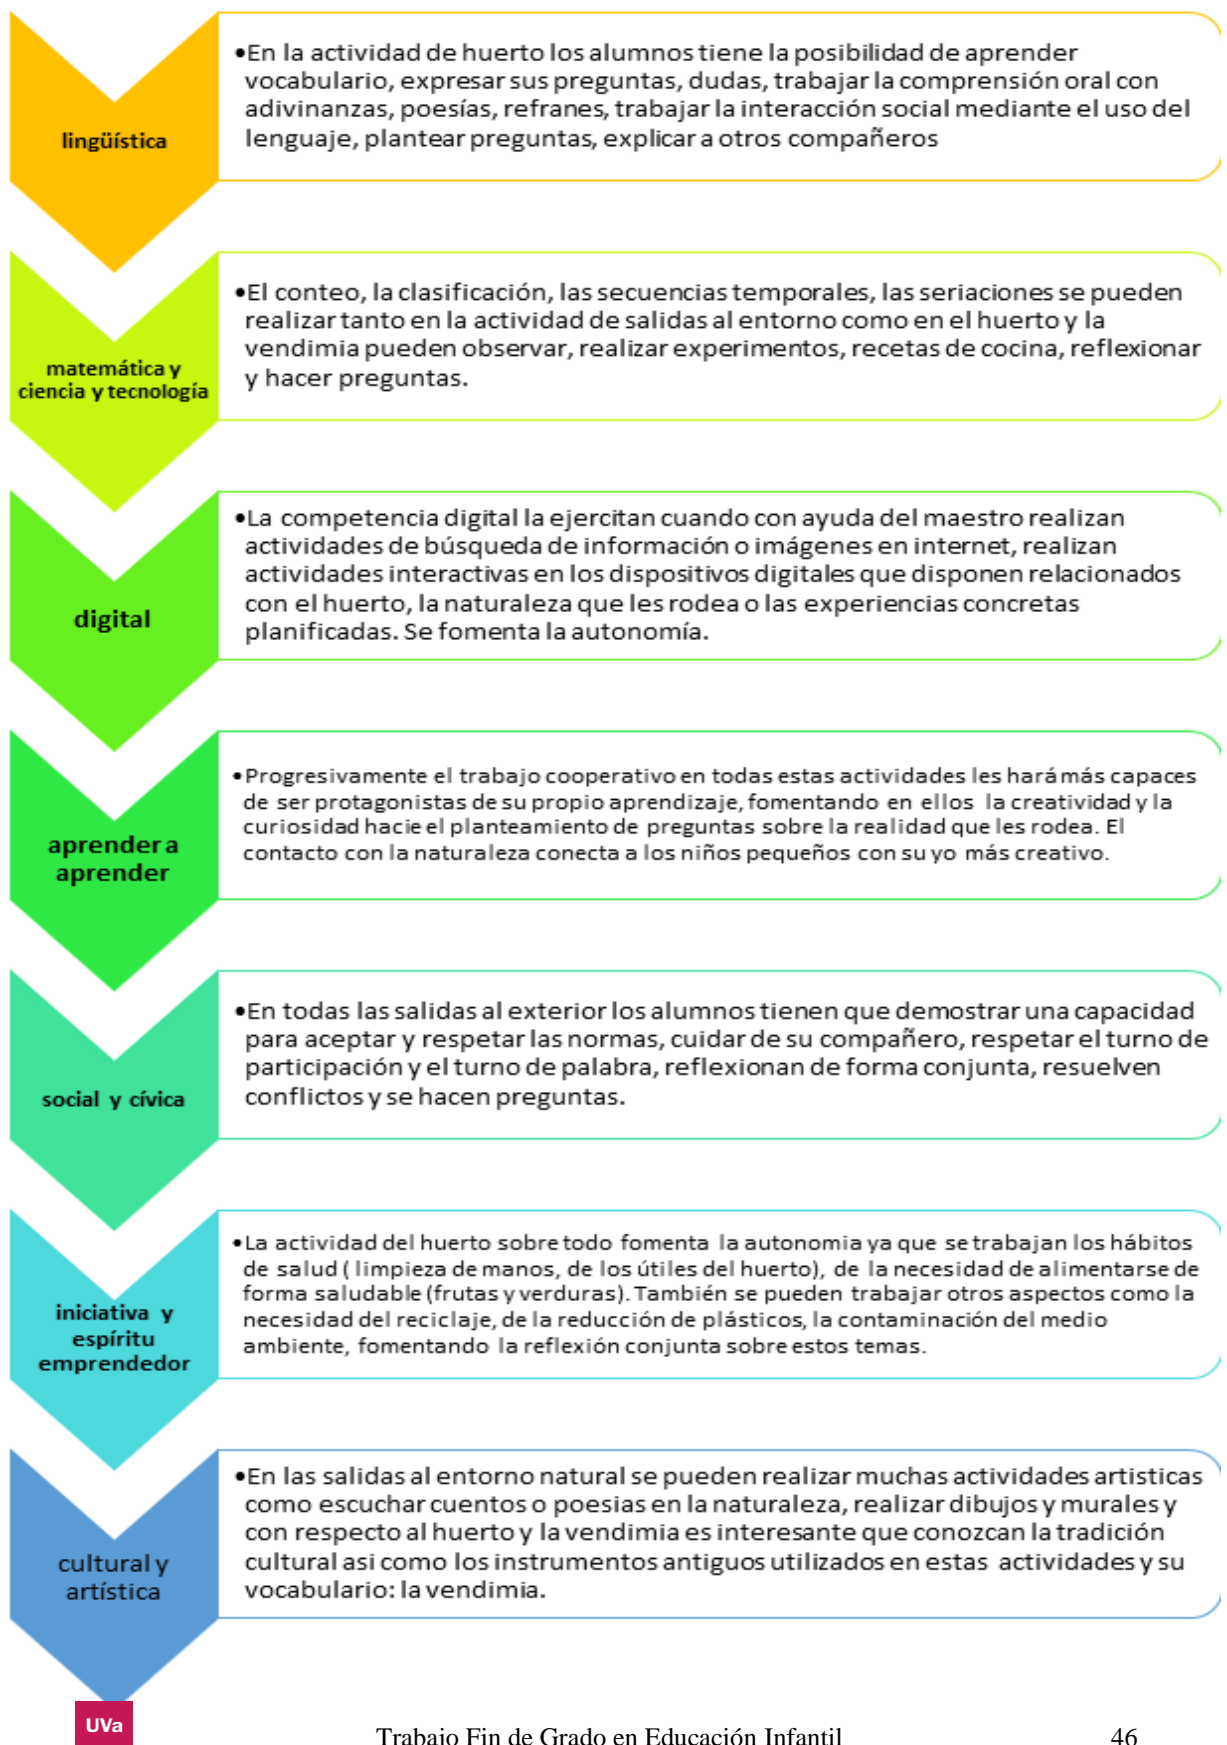 lingüística
•En la actividad de huerto los alumnos tiene la posibilidad de aprender
vocabulario, expresar sus preguntas, dudas, trabajar la comprensión oral con
adivinanzas, poesías, refranes, trabajar la interacción social mediante el uso del
lenguaje, plantear preguntas, explicar a otros compañeros
matemática y
ciencia y tecnología
•El conteo, la clasificación, las secuencias temporales, las seriaciones se pueden
realizar tanto en la actividad de salidas al entorno como en el huerto y la
vendimia pueden observar, realizar experimentos, recetas de cocina, reflexionar
y hacer preguntas.
digital
•La competencia digital la ejercitan cuando con ayuda del maestro realizan
actividades de búsqueda de información o imágenes en internet, realizan
actividades interactivas en los dispositivos digitales que disponen relacionados
con el huerto, la naturaleza que les rodea o las experiencias concretas
planificadas. Se fomenta la autonomía.
aprender a
aprender
•Progresivamente el trabajo cooperativo en todas estas actividades les hará más capaces
de ser protagonistas de su propio aprendizaje, fomentando en ellos la creatividad y la
curiosidad hacie el planteamiento de preguntas sobre la realidad que les rodea. El
contacto con la naturaleza conecta a los niños pequeños con su yo más creativo.
social y cívica
•En todas las salidas al exterior los alumnos tienen que demostrar una capacidad
para aceptar y respetar las normas, cuidar de su compañero, respetar el turno de
participación y el turno de palabra, reflexionan de forma conjunta, resuelven
conflictos y se hacen preguntas.
iniciativa y
espíritu
emprendedor
•La actividad del huerto sobre todo fomenta la autonomia ya que se trabajan los hábitos
de salud ( limpieza de manos, de los útiles del huerto), de la necesidad de alimentarse de
forma saludable (frutas y verduras). También se pueden trabajar otros aspectos como la
necesidad del reciclaje, de la reducción de plásticos, la contaminación del medio
ambiente, fomentando la reflexión conjunta sobre estos temas.
cultural y
artística
•En las salidas al entorno natural se pueden realizar muchas actividades artisticas
como escuchar cuentos o poesias en la naturaleza, realizar dibujos y murales y
con respecto al huerto y la vendimia es interesante que conozcan la tradición
cultural asi como los instrumentos antiguos utilizados en estas actividades y su
vocabulario: la vendimia.
UVa
Trabajo Fin de Grado en Educación Infantil 46